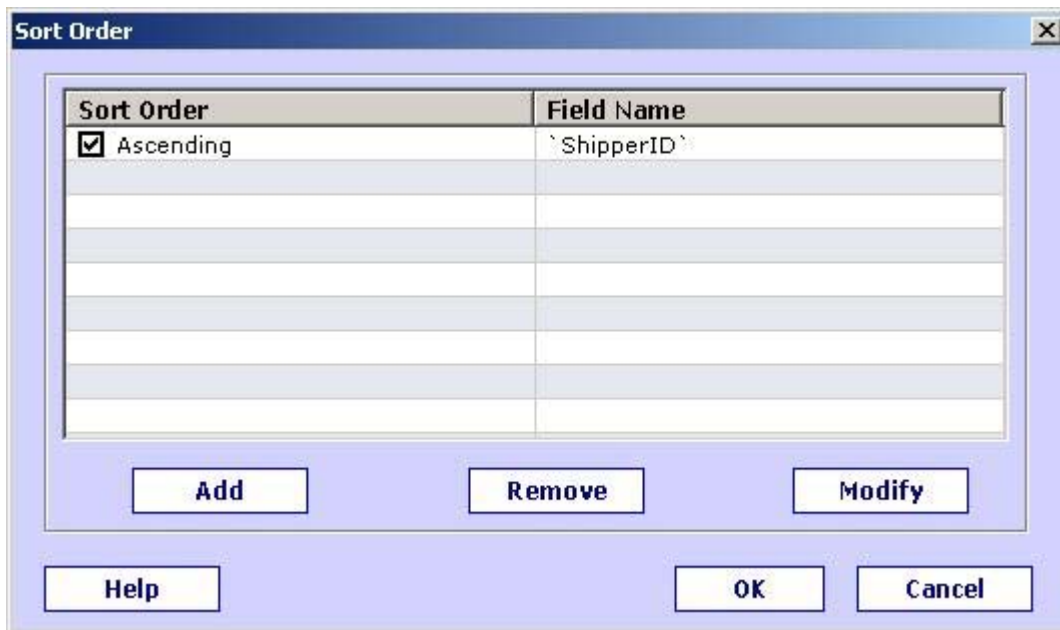 Sort Order
Sort Order Field Name
Ascending `ShipperID`
Add Remove Modify
Help OK Cancel